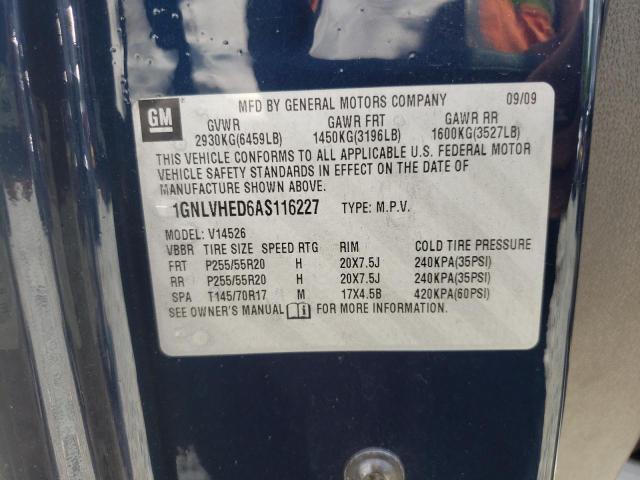 GM
MFD BY GENERAL MOTORS COMPANY 09/09
GVWR GAWR FRT GAWR RR
2930KG(6459LB) 1450KG(3196LB) 1600KG(3527LB)
THIS VEHICLE CONFORMS TO ALL APPLICABLE U.S. FEDERAL MOTOR
VEHICLE SAFETY STANDARDS IN EFFECT ON THE DATE OF
MANUFACTURE SHOWN ABOVE.
1GNLVHED6AS116227 TYPE: M.P.V.
MODEL: V14526
VBBR TIRE SIZE SPEED RTG RIM COLD TIRE PRESSURE
FRT P255/55R20 H 20X7.5J 240KPA(35PSI)
RR P255/55R20 H 20X7.5J 240KPA(35PSI)
SPA T145/70R17 M 17X4.5B 420KPA(60PSI)
SEE OWNER'S MANUAL FOR MORE INFORMATION.